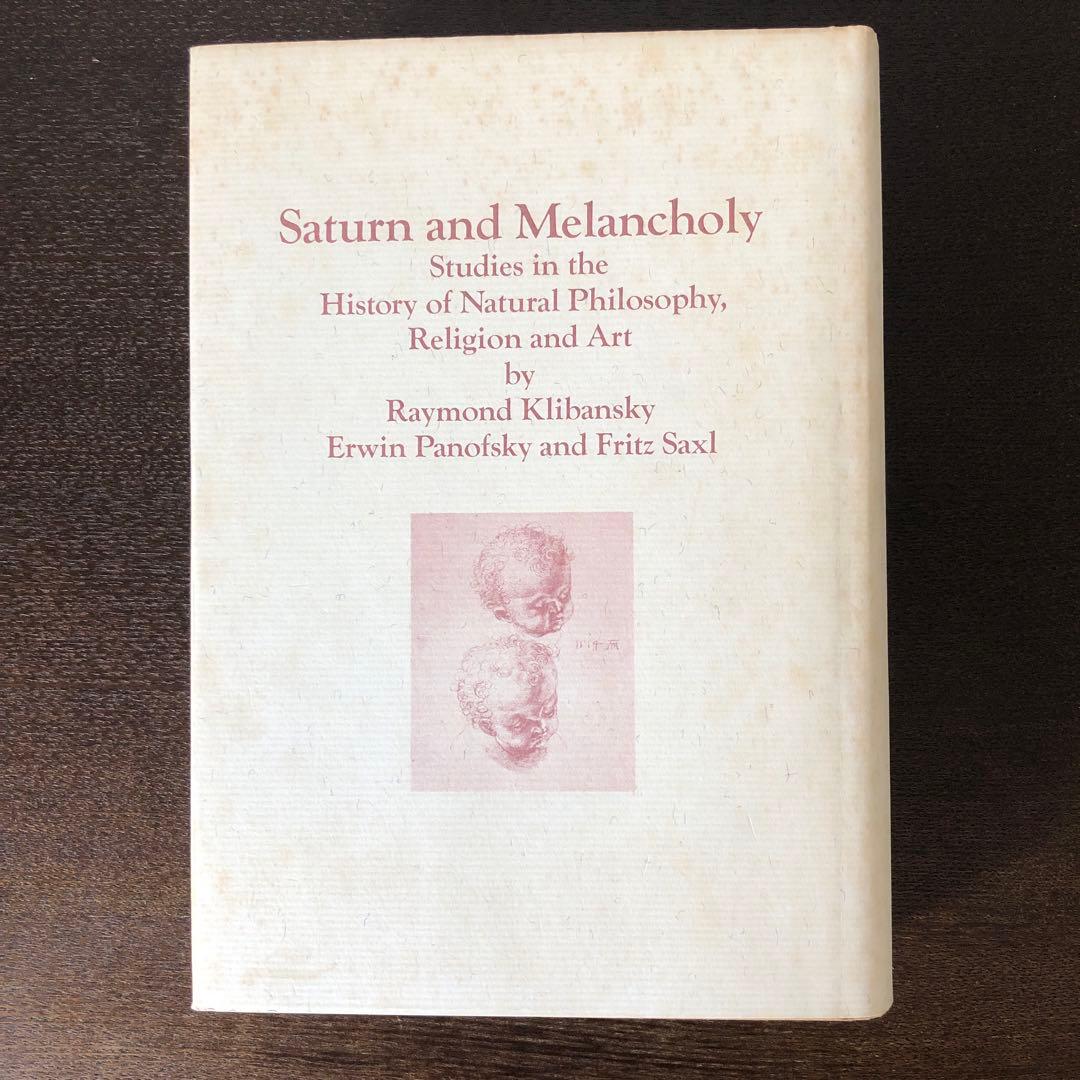 Saturn and Melancholy
Studies in the
History of Natural Philosophy,
Religion and Art
by
Raymond Klibansky
Erwin Panofsky and Fritz Saxl
1514